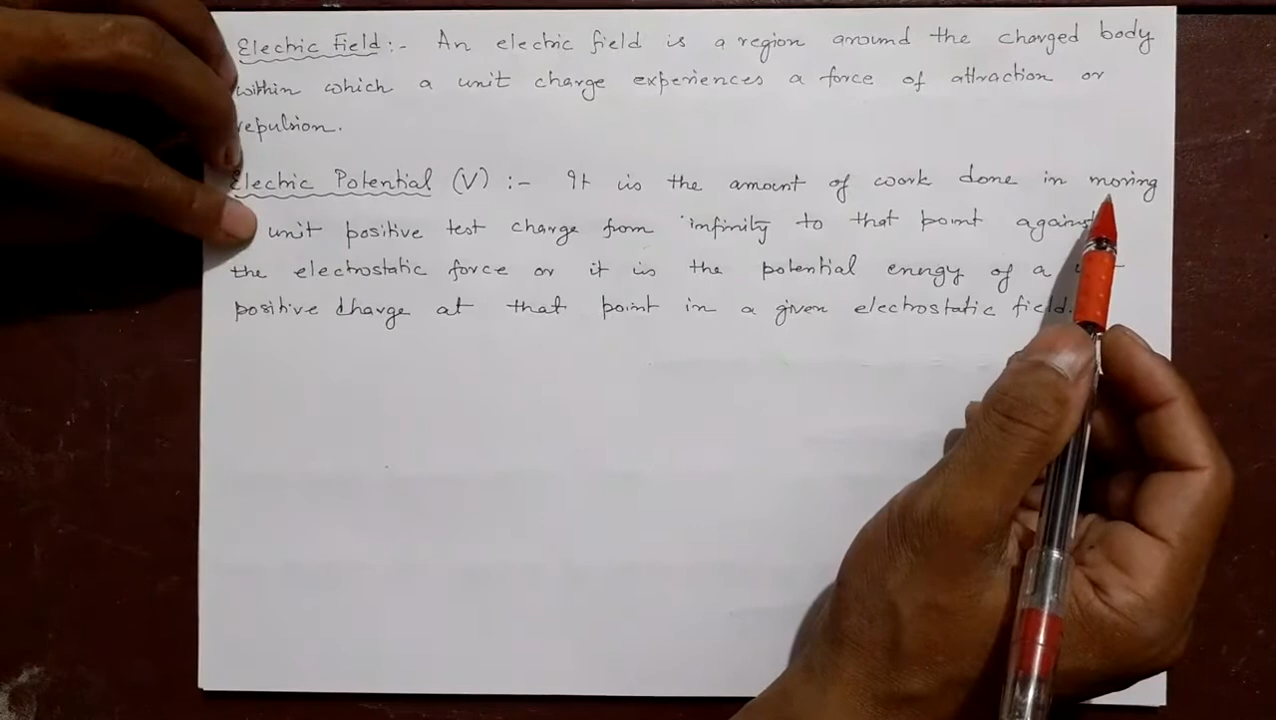 Electric Field:- An electric field is a region around the charged body
within which a unit charge experiences a force of attraction or
repulsion.
Electric Potential (V) :- It is the amount of work done in moving
unit positive test charge from infinity to that point against
the electrostatic force or it is the potential energy of a
positive charge at that point in a given electrostatic field.